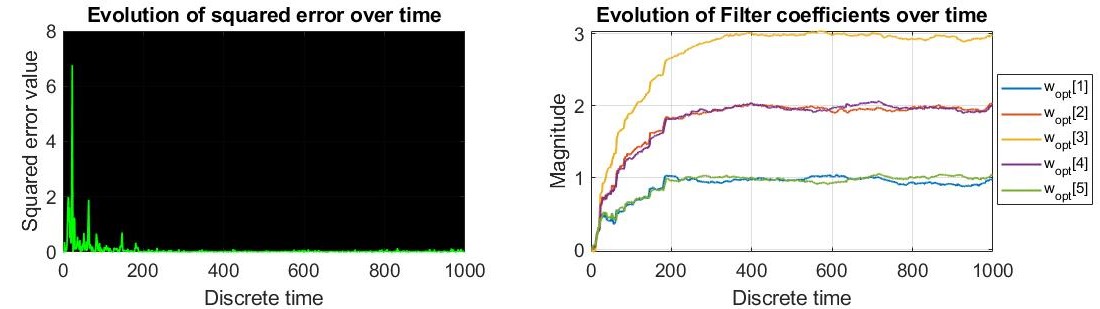 Evolution of squared error over time
8
6
4
2
0
Squared error value
0 200 400 600 800 1000
Discrete time
Evolution of Filter coefficients over time
3
2
1
0
Magnitude
0 200 400 600 800 1000
Discrete time
w_opt[1]
w_opt[2]
w_opt[3]
w_opt[4]
w_opt[5]